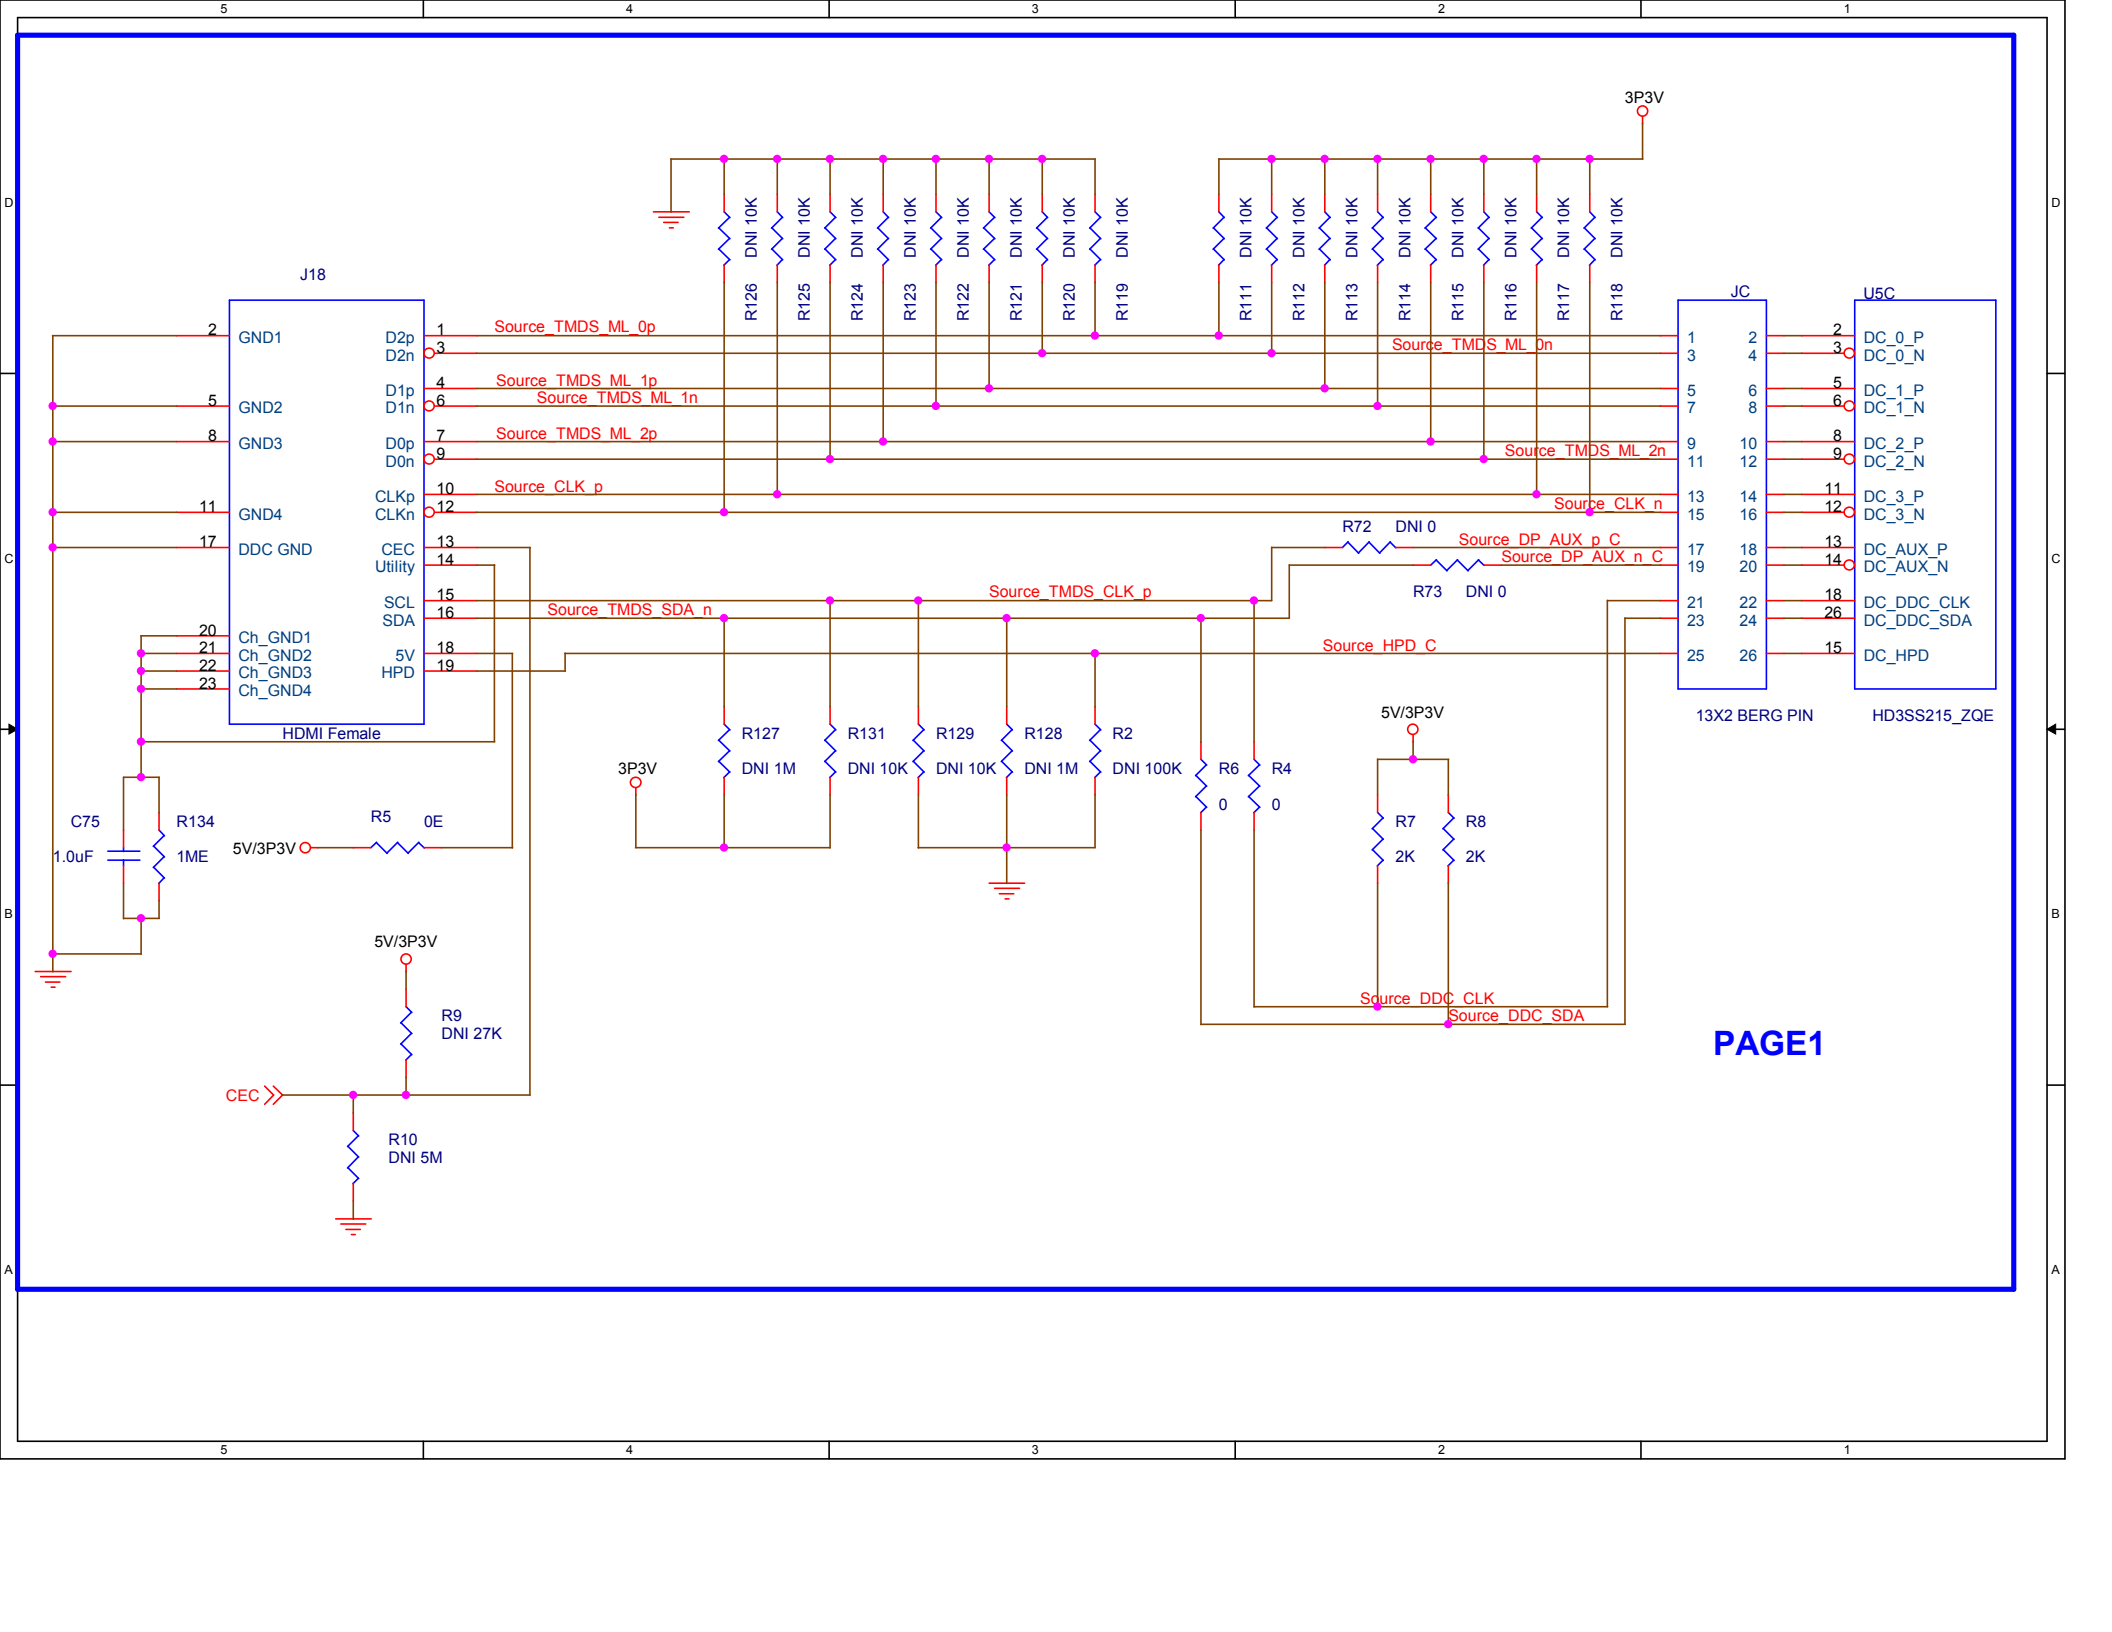 5 4 3 2 1
3P3V
D D
DNI 10K DNI 10K DNI 10K DNI 10K DNI 10K DNI 10K DNI 10K DNI 10K DNI 10K DNI 10K DNI 10K DNI 10K DNI 10K DNI 10K DNI 10K DNI 10K
R126 R125 R124 R123 R122 R121 R120 R119 R111 R112 R113 R114 R115 R116 R117 R118
J18
JC U5C
2 GND1 D2p 1 Source_TMDS_ML_0p 1 2 2 DC_0_P
D2n 3 Source_TMDS_ML_0n 3 4 3 DC_0_N
D1p 4 Source_TMDS_ML_1p 5 6 5 DC_1_P
5 GND2 D1n 6 Source_TMDS_ML_1n 7 8 6 DC_1_N
8 GND3 D0p 7 Source_TMDS_ML_2p 9 10 8 DC_2_P
D0n 9 Source_TMDS_ML_2n 11 12 9 DC_2_N
CLKp 10 Source_CLK_p 13 14 11 DC_3_P
11 GND4 CLKn 12 Source_CLK_n 15 16 12 DC_3_N
R72 DNI 0
C C
17 DDC GND CEC 13 Source_DP_AUX_p_C 17 18 13 DC_AUX_P
Utility 14 Source_DP_AUX_n_C 19 20 14 DC_AUX_N
R73 DNI 0
SCL 15 Source_TMDS_CLK_p 21 22 18 DC_DDC_CLK
SDA 16 Source_TMDS_SDA_n 23 24 26 DC_DDC_SDA
20 Ch_GND1
21 Ch_GND2 5V 18 Source_HPD_C 25 26 15 DC_HPD
22 Ch_GND3 HPD 19
23 Ch_GND4
HDMI Female
13X2 BERG PIN HD3SS215_ZQE
5V/3P3V
R127 R131 R129 R128 R2
DNI 1M DNI 10K DNI 10K DNI 1M DNI 100K
3P3V
R6 R4
0 0
C75 R134
1.0uF 1ME
R5 0E
5V/3P3V
R7 R8
2K 2K
B B
5V/3P3V
R9
DNI 27K
Source_DDC_CLK
Source_DDC_SDA
PAGE1
CEC
R10
DNI 5M
A A
5 4 3 2 1